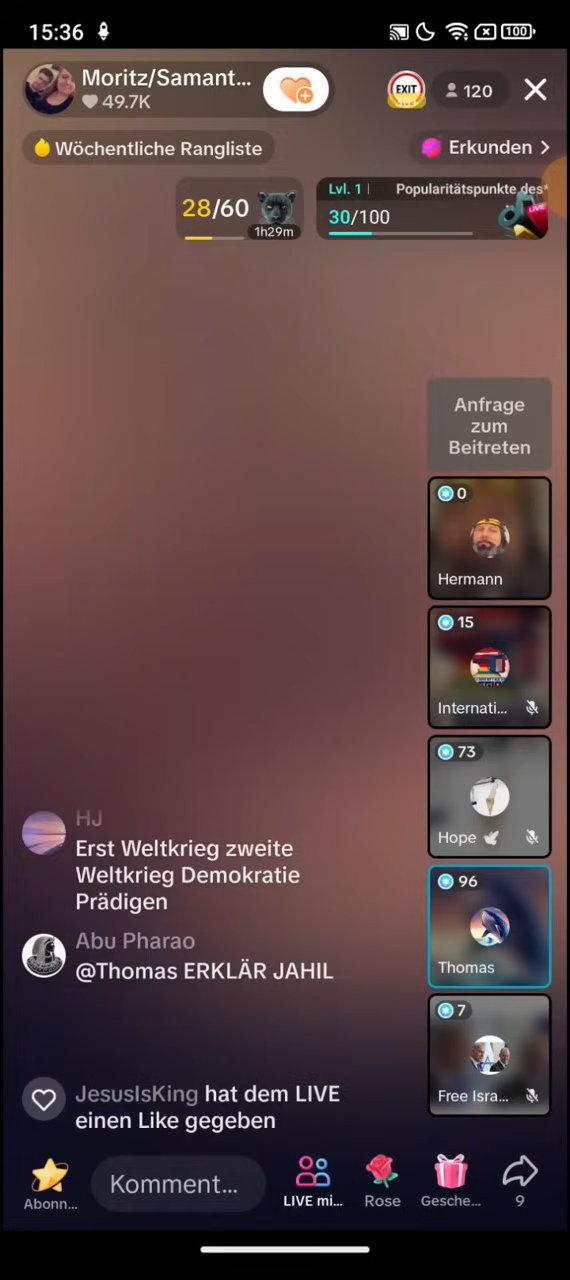 15:36
100
Moritz/Samant...
49.7K
EXIT
120
Wöchentliche Rangliste
Erkunden
28/60
1h29m
Lvl. 1
Popularitätspunkte des
30/100
LIVE
Anfrage
zum
Beitreten
0
Hermann
15
Internati...
73
Hope
96
Thomas
7
Free Isra...
HJ
Erst Weltkrieg zweite
Weltkrieg Demokratie
Prädigen
Abu Pharao
@Thomas ERKLÄR JAHIL
JesusIsKing hat dem LIVE
einen Like gegeben
Abonn...
Komment...
LIVE mi...
Rose
Gesche...
9